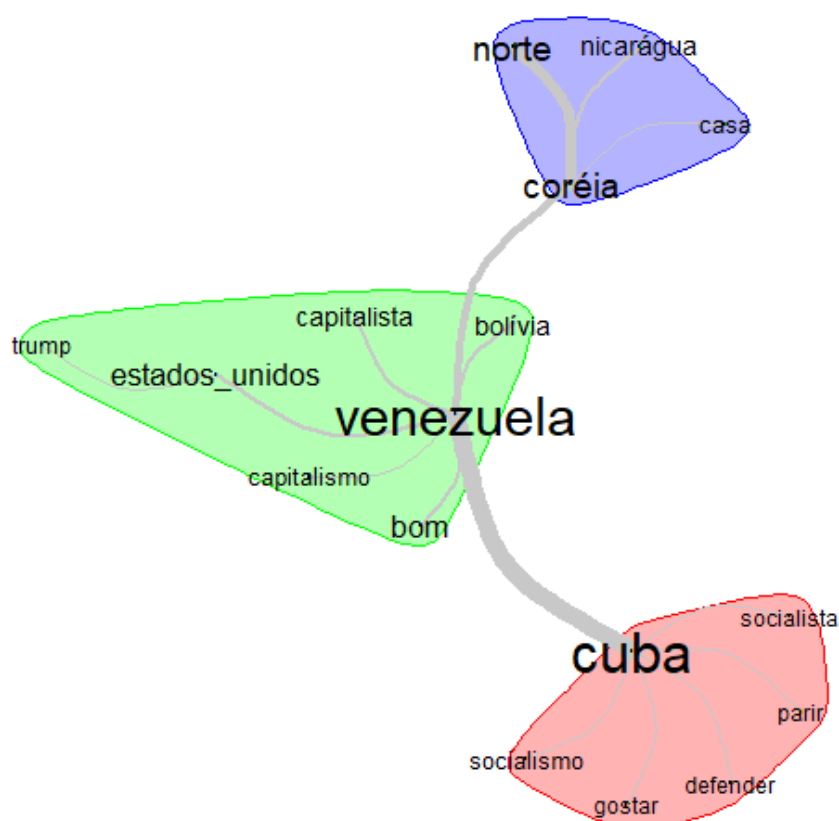 norte
nicarágua
casa
coréia
capitalista
bolívia
trump
estados_unidos
venezuela
capitalismo
bom
socialista
cuba
parir
socialismo
defender
gostar